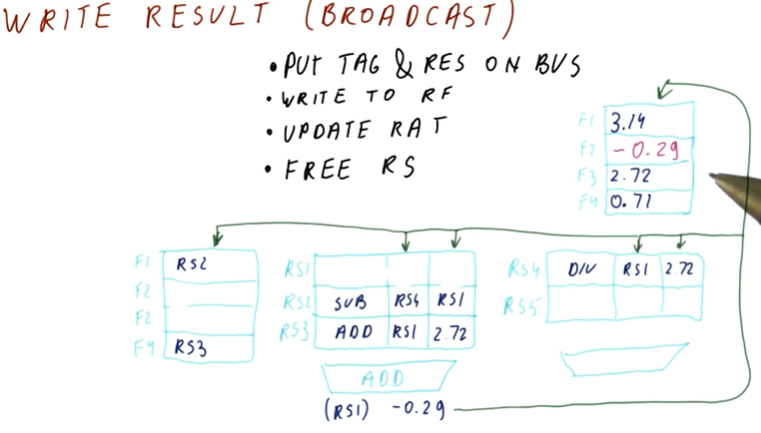 WRITE RESULT (BROADCAST)
• PUT TAG & RES ON BUS
• WRITE TO RF
• UPDATE RAT
• FREE RS
F1 3.14
F2 -0.29
F3 2.72
F4 0.71
F1 RS2
F2
F2
F4 RS3
RS1
RS2 SUB RS4 RS1
RS3 ADD RS1 2.72
ADD
(RS1) -0.29
RS4 DIV RS1 2.72
RS5